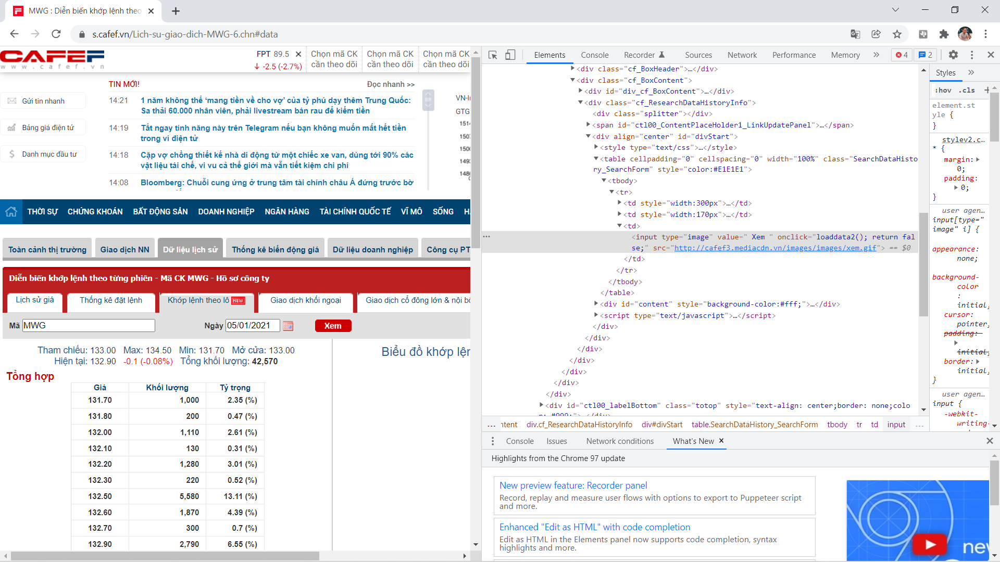 MWG : Diễn biến khớp lệnh theo
s.cafef.vn/Lich-su-giao-dich-MWG-6.chn#data
CAFEF
www.cafef.vn
FPT 89.5
-2.5 (-2.7%)
Chọn mã CK
cần theo dõi
Chọn mã CK
cần theo dõi
Chọn mã CK
cần theo dõi
TIN MỚI!
Đọc nhanh >>
Gửi tin nhanh
Bảng giá điện tử
Danh mục đầu tư
14:21 1 năm không thể ‘mang tiền về cho vợ’ của tỷ phú dạy thêm Trung Quốc:
Sa thải 60.000 nhân viên, phải livestream bán rau để kiếm tiền
14:19 Tắt ngay tính năng này trên Telegram nếu bạn không muốn mất hết tiền
trong ví điện tử
14:18 Cặp vợ chồng thiết kế nhà di động từ một chiếc xe van, dùng tới 90% các
vật liệu tái chế, vi vu cả thế giới mà vẫn tiết kiệm chi phí
14:08 Bloomberg: Chuỗi cung ứng ở trung tâm tài chính châu Á đứng trước bờ
GTG
THỜI SỰ CHỨNG KHOÁN BẤT ĐỘNG SẢN DOANH NGHIỆP NGÂN HÀNG TÀI CHÍNH QUỐC TẾ VĨ MÔ SỐNG
Toàn cảnh thị trường Giao dịch NN Dữ liệu lịch sử Thống kê biến động giá Dữ liệu doanh nghiệp Công cụ PT
Diễn biến khớp lệnh theo từng phiên - Mã CK MWG - Hồ sơ công ty
Lịch sử giá Thống kê đặt lệnh Khớp lệnh theo lô NEW Giao dịch khối ngoại Giao dịch cổ đông lớn & nội bộ
Mã MWG Ngày 05/01/2021 Xem
Tham chiếu: 133.00 Max: 134.50 Min: 131.70 Mở cửa: 133.00
Hiện tại: 132.90 -0.1 (-0.08%) Tổng khối lượng: 42,570
Biểu đồ khớp lện
Tổng hợp
Giá Khối lượng Tỷ trọng
131.70 1,000 2.35 (%)
131.80 200 0.47 (%)
132.00 1,110 2.61 (%)
132.10 130 0.31 (%)
132.20 1,280 3.01 (%)
132.30 220 0.52 (%)
132.50 5,580 13.11 (%)
132.60 1,870 4.39 (%)
132.70 300 0.7 (%)
132.90 2,790 6.55 (%)
Elements Console Recorder Sources Network Performance Memory 4 2
<div class="cf_BoxHeader">…</div>
<div class="cf_BoxContent">
<div id="div_cf_BoxContent">…</div>
<div class="cf_ResearchDataHistoryInfo">
<div class="splitter"></div>
<span id="ctl00_ContentPlaceHolder1_LinkUpdatePanel">…</span>
<div align="center" id="divStart">
<style type="text/css">…</style>
<table cellpadding="0" cellspacing="0" width="100%" class="SearchDataHisto
ry_SearchForm" style="color:#E1E1E1">
<tbody>
<tr>
<td style="width:300px">…</td>
<td style="width:170px">…</td>
<td>
<input type="image" value=" Xem " onclick="loaddata2(); return fal
se;" src="http://cafef3.mediacdn.vn/images/images/xem.gif"> == $0
</td>
</tr>
</tbody>
</table>
<div id="content" style="background-color:#fff;">…</div>
<script type="text/javascript">…</script>
</div>
</div>
</div>
</div>
</div>
</div>
</div>
<div id="ctl00_labelBottom" class="totop" style="text-align: center;border: none;colo
… ntent div.cf_ResearchDataHistoryInfo div#divStart table.SearchDataHistory_SearchForm tbody tr td input …
Styles
:hov .cls +
element.st
yle {
}
stylev2.c…
* {
margin:
0;
padding:
0;
}
user agen…
input[type="
image" i] {
appearance:
none;
background-
color
:
initial;
cursor:
pointer;
padding:
initial;
border:
initial;
}
user agen…
input {
-webkit-
writing-
Console Issues Network conditions What's New
Highlights from the Chrome 97 update
New preview feature: Recorder panel
Record, replay and measure user flows with options to export to Puppeteer script
and more.
Enhanced "Edit as HTML" with code completion
Edit as HTML in the Elements panel now supports code completion, syntax
highlights and more.
new